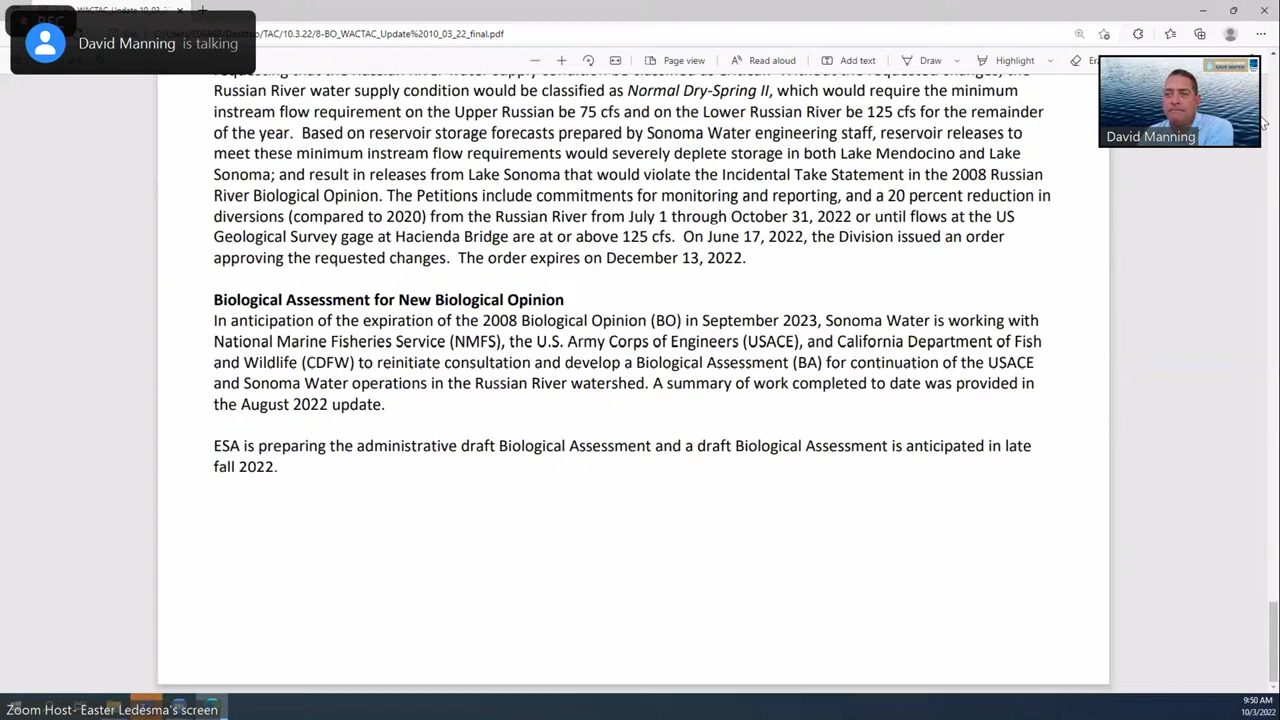 David Manning is talking
C:/Users/E06668/Desktop/TAC/10.3.22/8-BO_WACTAC_Update%2010_03_22_final.pdf
Page view
Read aloud
Add text
Draw
Highlight
Russian River water supply condition would be classified as Normal Dry-Spring II, which would require the minimum
instream flow requirement on the Upper Russian be 75 cfs and on the Lower Russian River be 125 cfs for the remainder
of the year. Based on reservoir storage forecasts prepared by Sonoma Water engineering staff, reservoir releases to
meet these minimum instream flow requirements would severely deplete storage in both Lake Mendocino and Lake
Sonoma; and result in releases from Lake Sonoma that would violate the Incidental Take Statement in the 2008 Russian
River Biological Opinion. The Petitions include commitments for monitoring and reporting, and a 20 percent reduction in
diversions (compared to 2020) from the Russian River from July 1 through October 31, 2022 or until flows at the US
Geological Survey gage at Hacienda Bridge are at or above 125 cfs. On June 17, 2022, the Division issued an order
approving the requested changes. The order expires on December 13, 2022.
Biological Assessment for New Biological Opinion
In anticipation of the expiration of the 2008 Biological Opinion (BO) in September 2023, Sonoma Water is working with
National Marine Fisheries Service (NMFS), the U.S. Army Corps of Engineers (USACE), and California Department of Fish
and Wildlife (CDFW) to reinitiate consultation and develop a Biological Assessment (BA) for continuation of the USACE
and Sonoma Water operations in the Russian River watershed. A summary of work completed to date was provided in
the August 2022 update.
ESA is preparing the administrative draft Biological Assessment and a draft Biological Assessment is anticipated in late
fall 2022.
David Manning
Zoom Host- Easter Ledesma's screen
9:50 AM
10/3/2022